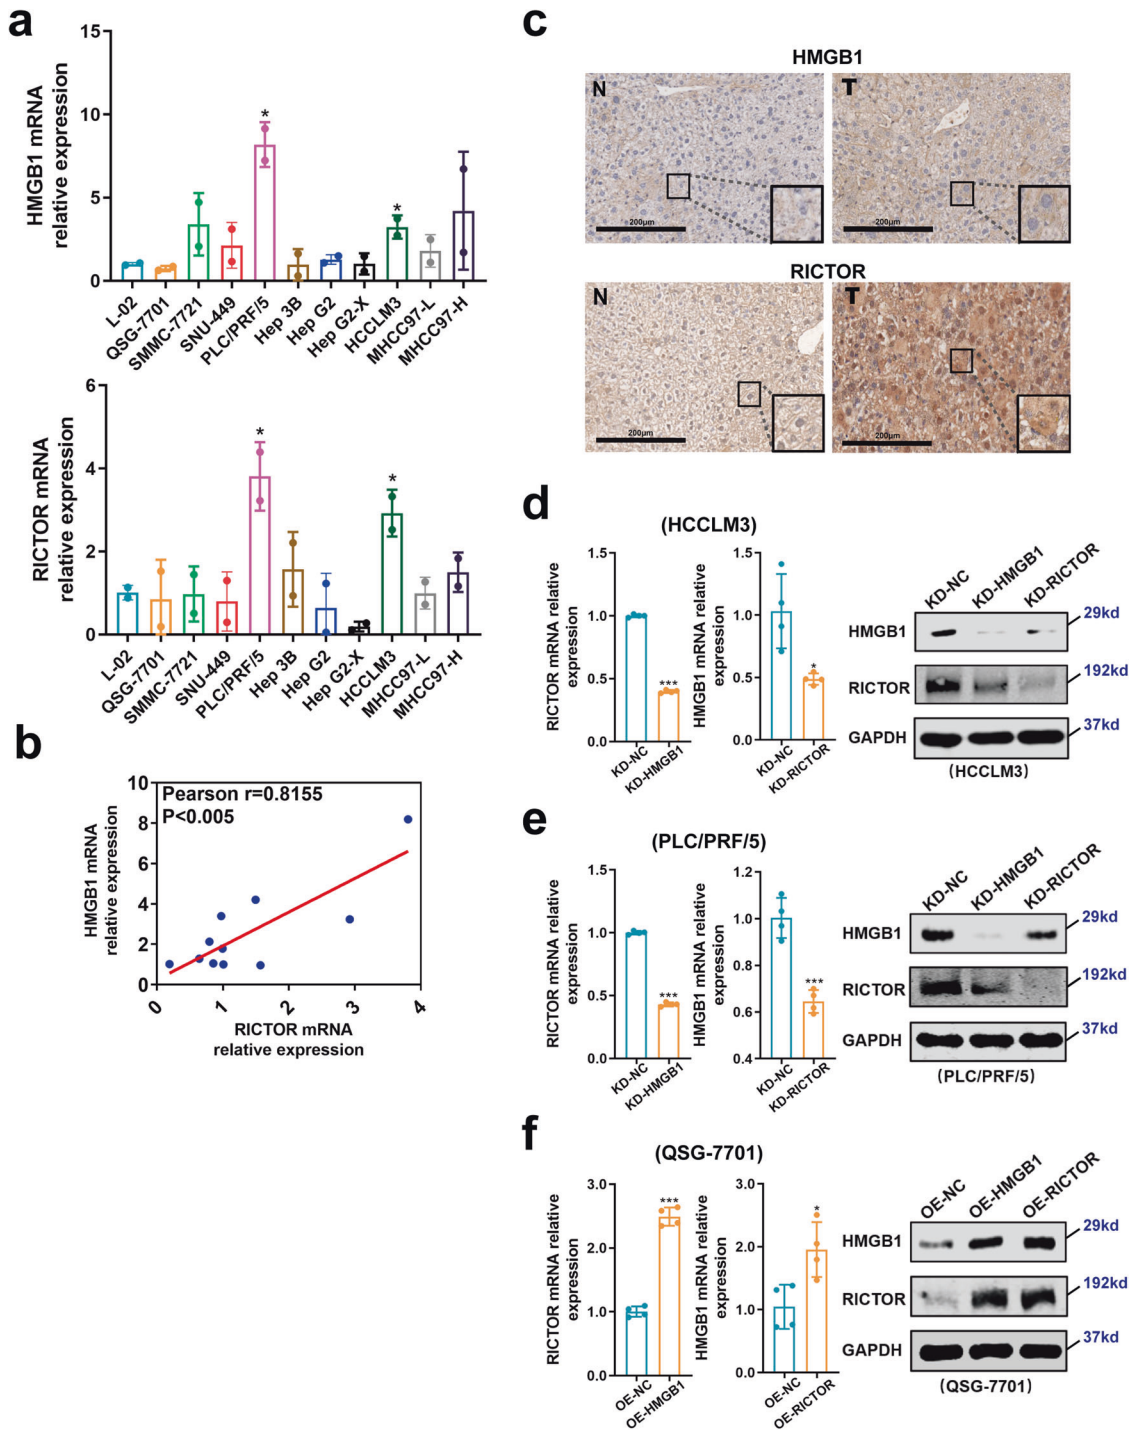 a
15
10
5
0
HMGB1 mRNA
relative expression
*
*
L-02
QSG-7701
SMMC-7721
SNU-449
PLC/PRF/5
Hep 3B
Hep G2
Hep G2-X
HCCLM3
MHCC97-L
MHCC97-H
6
4
2
0
RICTOR mRNA
relative expression
*
*
L-02
QSG-7701
SMMC-7721
SNU-449
PLC/PRF/5
Hep 3B
Hep G2
Hep G2-X
HCCLM3
MHCC97-L
MHCC97-H
b
Pearson r=0.8155
P<0.005
10
8
6
4
2
0
HMGB1 mRNA
relative expression
0
1
2
3
4
RICTOR mRNA
relative expression
c
HMGB1
N
200μm
T
200μm
RICTOR
N
200μm
T
200μm
d
(HCCLM3)
RICTOR mRNA relative
expression
1.5
1.0
0.5
0.0
***
KD-NC
KD-HMGB1
HMGB1 mRNA relative
expression
1.5
1.0
0.5
0.0
*
KD-NC
KD-RICTOR
KD-NC
KD-HMGB1
KD-RICTOR
HMGB1
29kd
RICTOR
192kd
GAPDH
37kd
(HCCLM3)
e
(PLC/PRF/5)
RICTOR mRNA relative
expression
1.5
1.0
0.5
0.0
***
KD-NC
KD-HMGB1
HMGB1 mRNA relative
expression
1.2
1.0
0.8
0.6
0.4
***
KD-NC
KD-RICTOR
KD-NC
KD-HMGB1
KD-RICTOR
HMGB1
29kd
RICTOR
192kd
GAPDH
37kd
(PLC/PRF/5)
f
(QSG-7701)
RICTOR mRNA relative
expression
3.0
2.0
1.0
0.0
***
OE-NC
OE-HMGB1
HMGB1 mRNA relative
expression
3.0
2.0
1.0
0.0
*
OE-NC
OE-RICTOR
OE-NC
OE-HMGB1
OE-RICTOR
HMGB1
29kd
RICTOR
192kd
GAPDH
37kd
(QSG-7701)